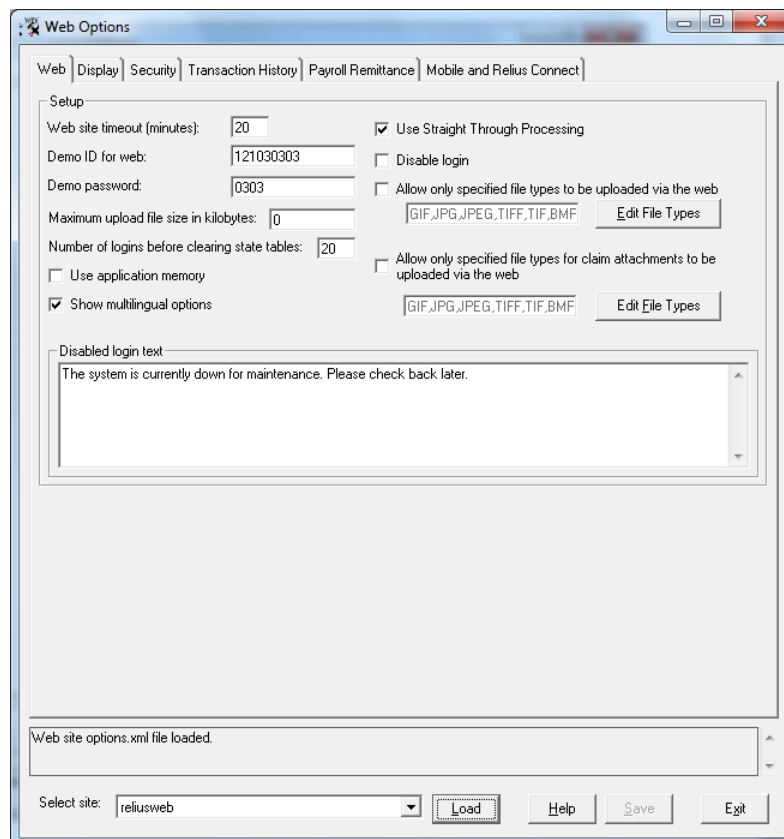 Web Options
Web Display Security Transaction History Payroll Remittance Mobile and Relius Connect
Setup
Web site timeout (minutes): 20
Use Straight Through Processing
Demo ID for web: 121030303
Disable login
Demo password: 0303
Allow only specified file types to be uploaded via the web
GIF,JPG,JPEG,TIFF,TIF,BMF Edit File Types
Maximum upload file size in kilobytes: 0
Number of logins before clearing state tables: 20
Allow only specified file types for claim attachments to be
uploaded via the web
Use application memory
Show multilingual options
GIF,JPG,JPEG,TIFF,TIF,BMF Edit File Types
Disabled login text
The system is currently down for maintenance. Please check back later.
Web site options.xml file loaded.
Select site: reliusweb Load Help Save Exit